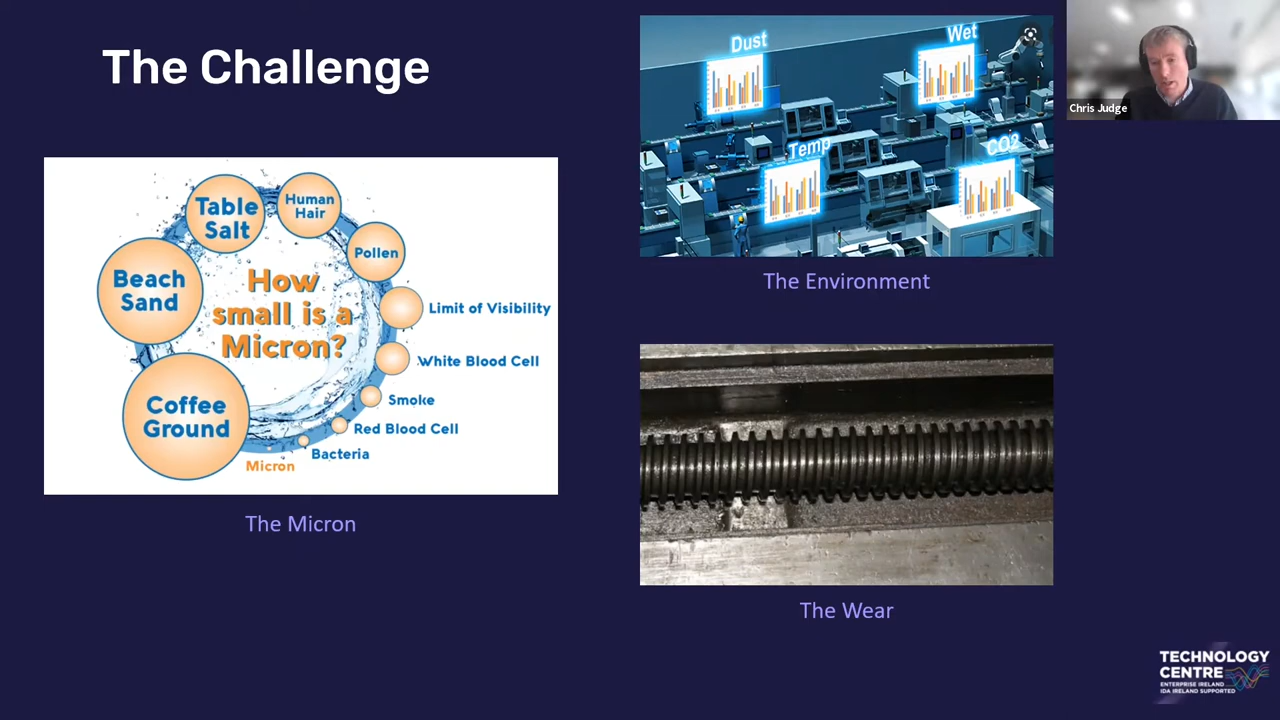 The Challenge
Table
Salt
Human
Hair
Pollen
Beach
Sand
How
small is a
Micron?
Limit of Visibility
White Blood Cell
Smoke
Coffee
Ground
Red Blood Cell
Bacteria
Micron
The Micron
Dust
Wet
Temp
CO2
The Environment
The Wear
Chris Judge
TECHNOLOGY
CENTRE
ENTERPRISE IRELAND
IDA IRELAND SUPPORTED